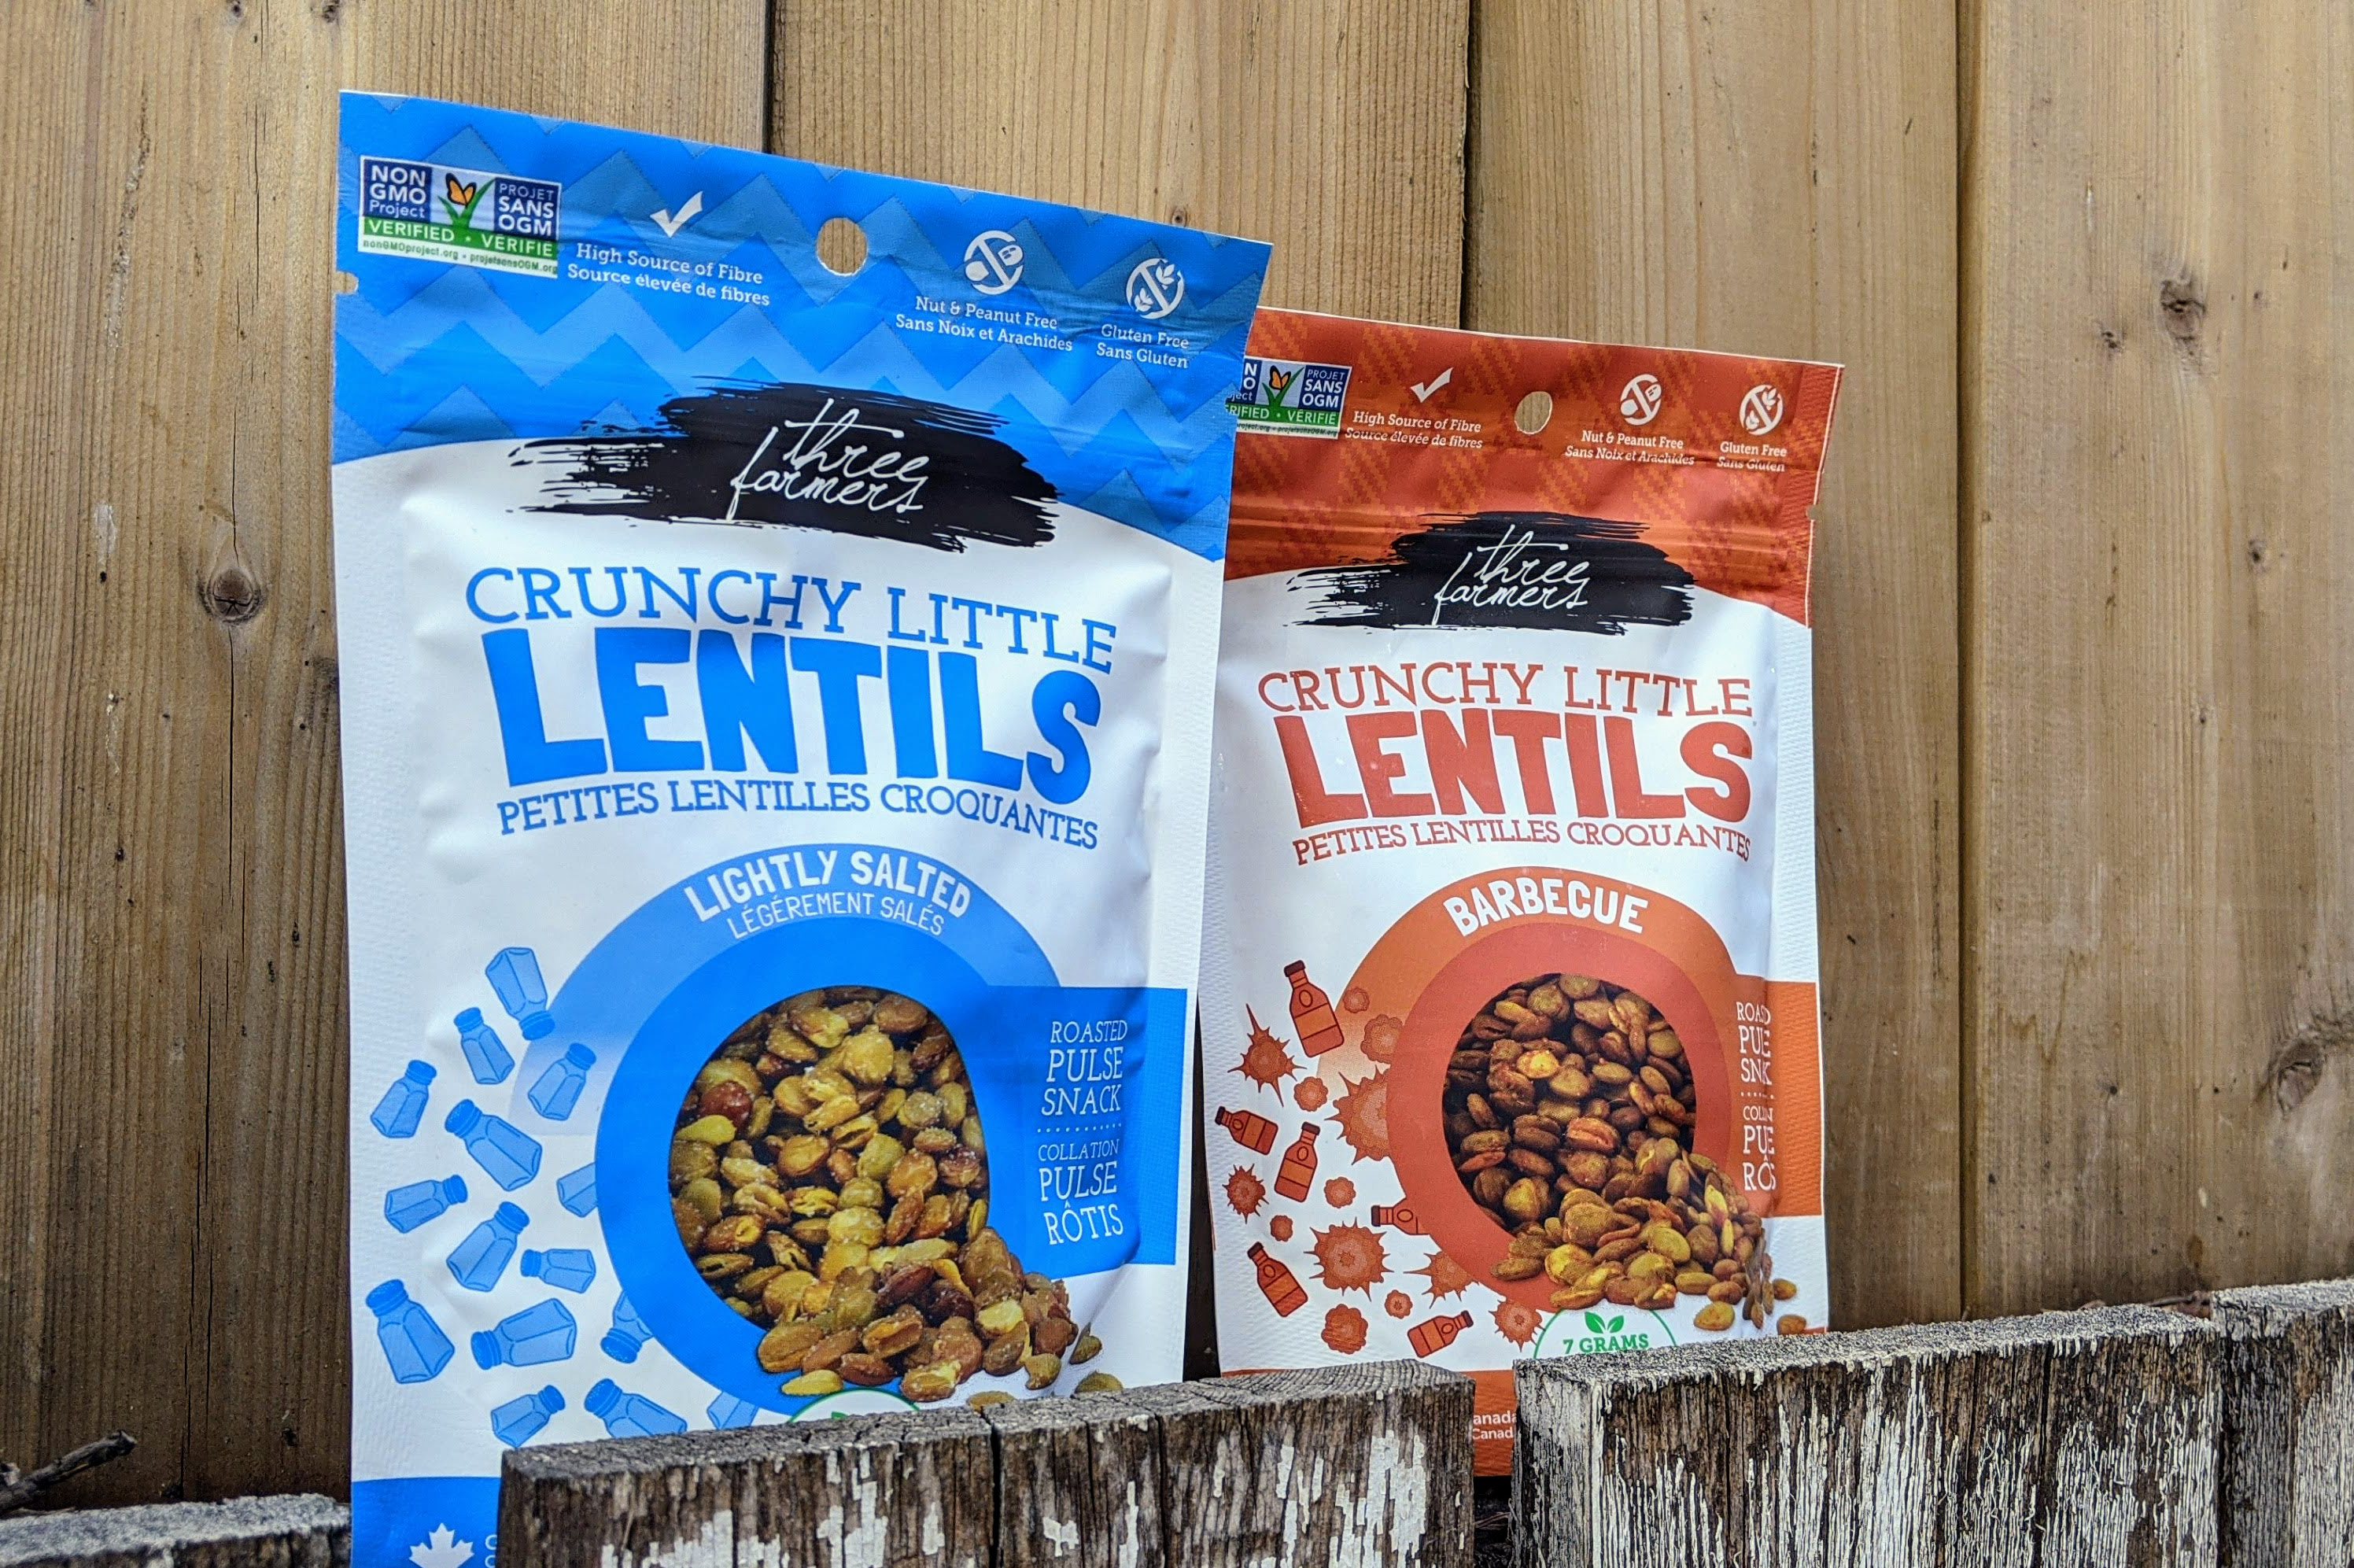 NON
GMO
Project
VERIFIED
nonGMOproject.org
PROJET
SANS
OGM
VÉRIFIÉ
projetsansOGM.org
High Source of Fibre
Source élevée de fibres
Nut & Peanut Free
Sans Noix et Arachides
Gluten Free
Sans Gluten
three
farmers
CRUNCHY LITTLE
LENTILS
PETITES LENTILLES CROQUANTES
LIGHTLY SALTED
LÉGÉREMENT SALÉS
ROASTED
PULSE
SNACK
COLLATION
PULSE
RÔTIS
PROJET
SANS
OGM
VÉRIFIÉ
High Source of Fibre
Source élevée de fibres
Nut & Peanut Free
Sans Noix et Arachides
Gluten Free
Sans Gluten
three
farmers
CRUNCHY LITTLE
LENTILS
PETITES LENTILLES CROQUANTES
BARBECUE
7 GRAMS